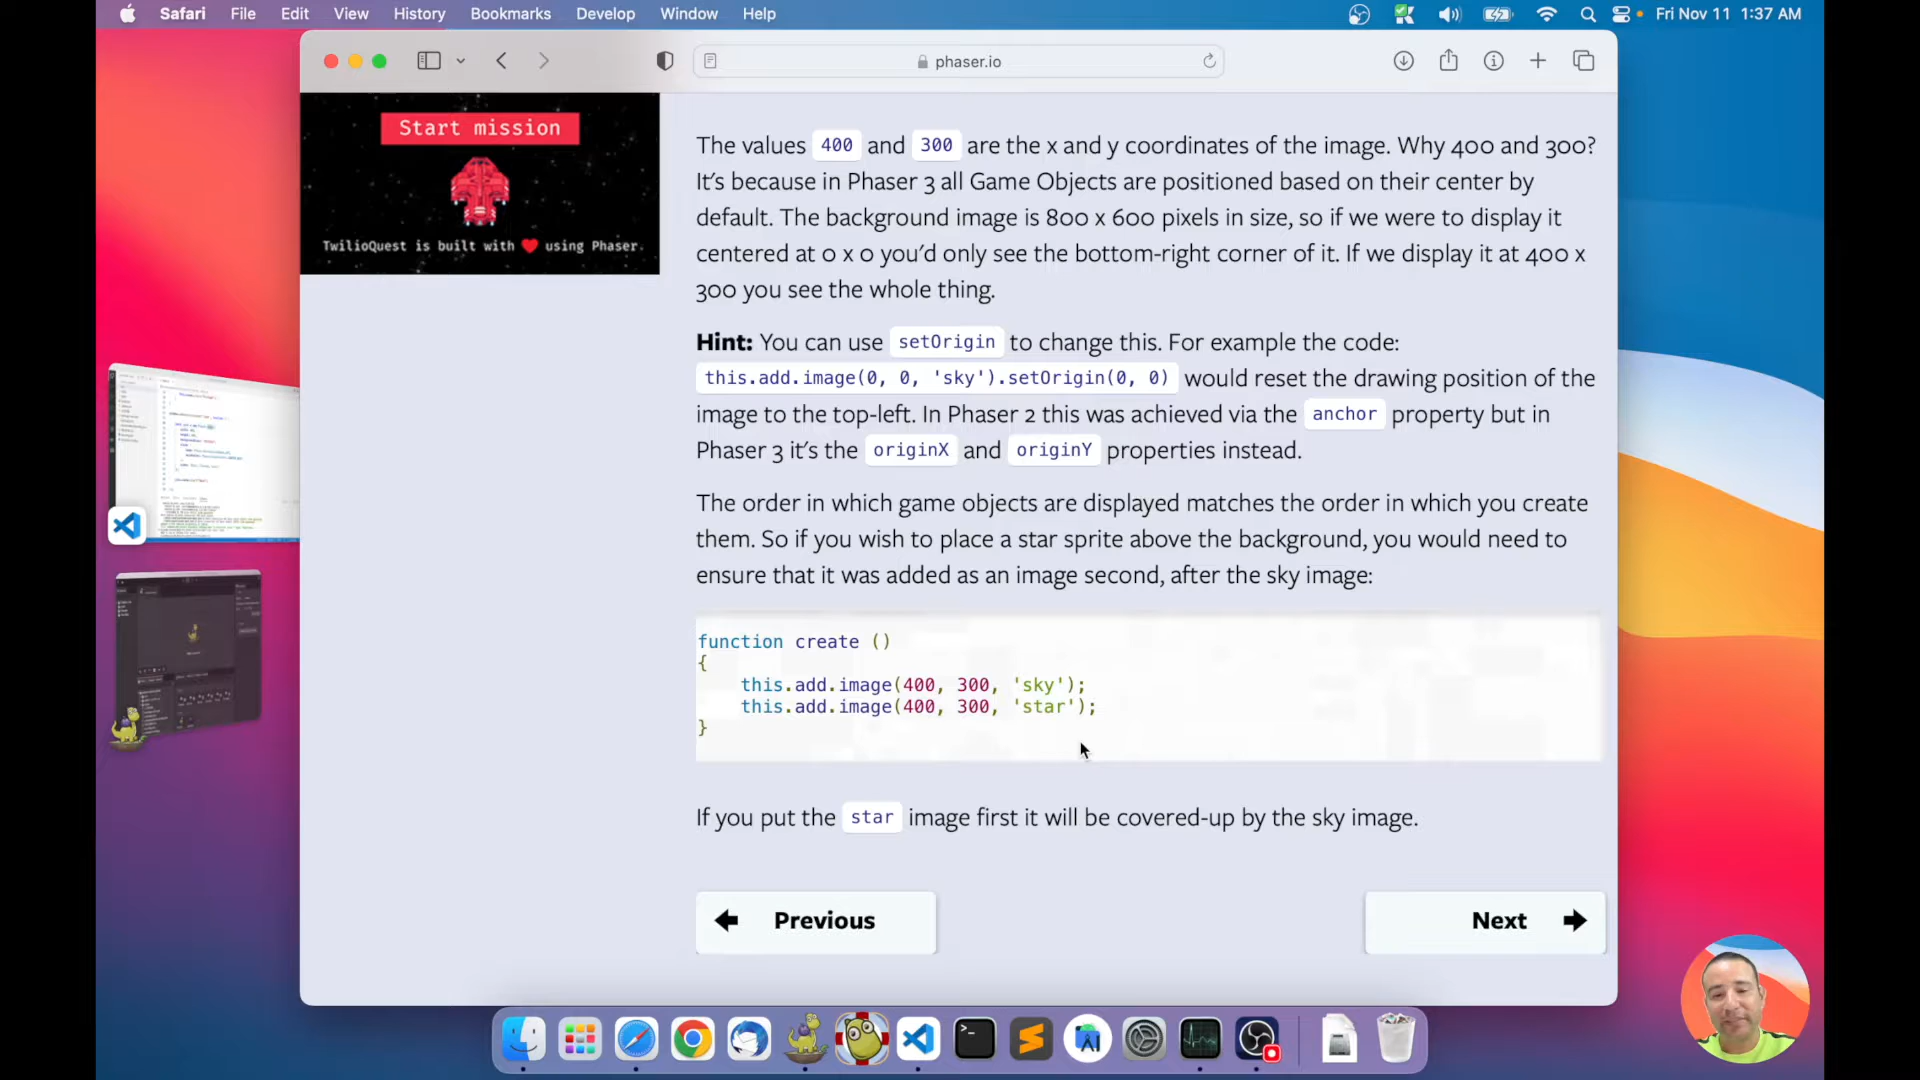 Safari File Edit View History Bookmarks Develop Window Help
Fri Nov 11 1:37 AM
phaser.io
Start mission
TwilioQuest is built with using Phaser.
The values 400 and 300 are the x and y coordinates of the image. Why 400 and 300?
It's because in Phaser 3 all Game Objects are positioned based on their center by
default. The background image is 800 x 600 pixels in size, so if we were to display it
centered at 0 x 0 you'd only see the bottom-right corner of it. If we display it at 400 x
300 you see the whole thing.
Hint: You can use setOrigin to change this. For example the code:
this.add.image(0, 0, 'sky').setOrigin(0, 0) would reset the drawing position of the
image to the top-left. In Phaser 2 this was achieved via the anchor property but in
Phaser 3 it's the originX and originY properties instead.
The order in which game objects are displayed matches the order in which you create
them. So if you wish to place a star sprite above the background, you would need to
ensure that it was added as an image second, after the sky image:
function create ()
{
this.add.image(400, 300, 'sky');
this.add.image(400, 300, 'star');
}
If you put the star image first it will be covered-up by the sky image.
Previous
Next